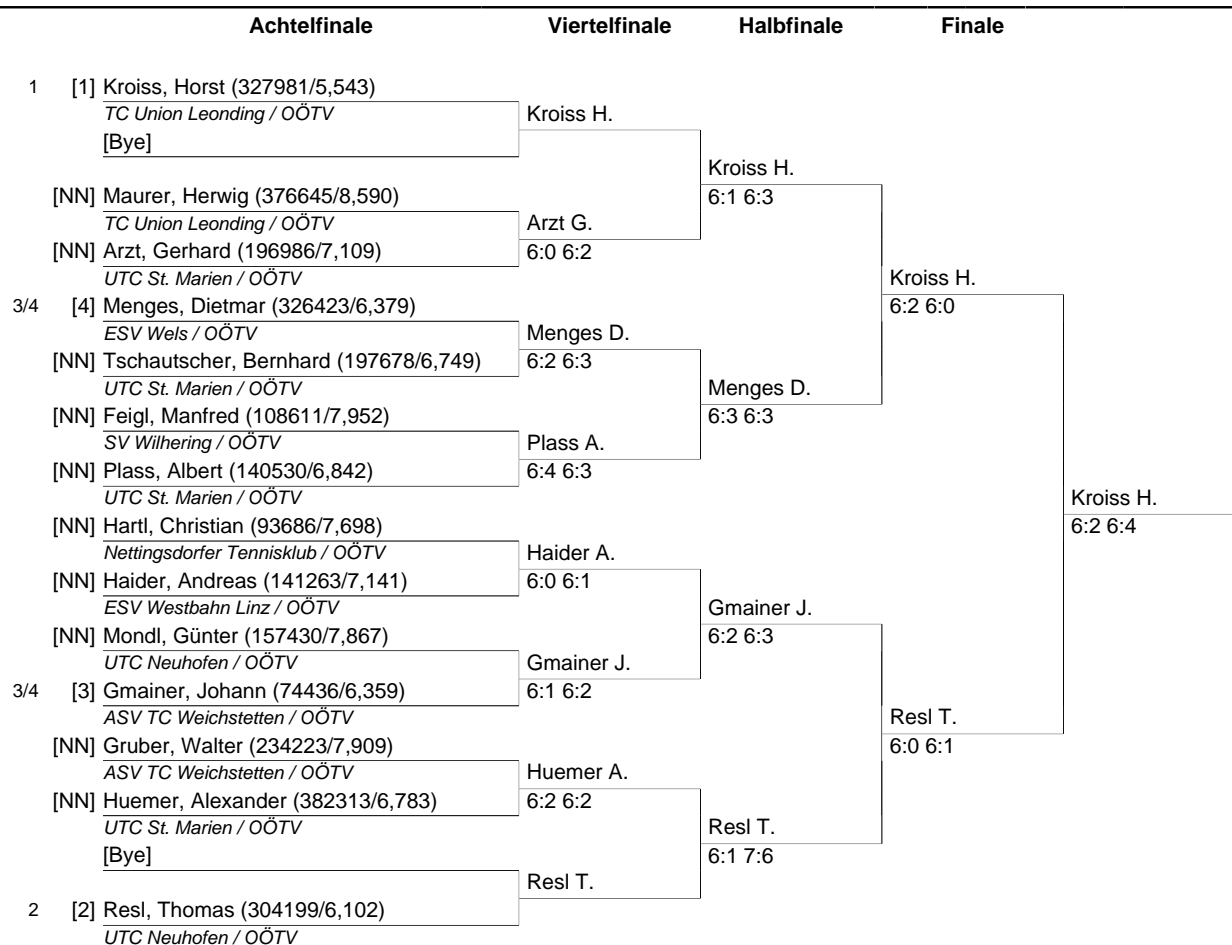 Achtelfinale Viertelfinale Halbfinale Finale
1 [1] Kroiss, Horst (327981/5,543)
TC Union Leonding / OÖTV Kroiss H.
[Bye]
Kroiss H.
[NN] Maurer, Herwig (376645/8,590) 6:1 6:3
TC Union Leonding / OÖTV Arzt G.
[NN] Arzt, Gerhard (196986/7,109) 6:0 6:2
UTC St. Marien / OÖTV Kroiss H.
3/4 [4] Menges, Dietmar (326423/6,379) 6:2 6:0
ESV Wels / OÖTV Menges D.
[NN] Tschautscher, Bernhard (197678/6,749) 6:2 6:3
UTC St. Marien / OÖTV Menges D.
[NN] Feigl, Manfred (108611/7,952) 6:3 6:3
SV Wilhering / OÖTV Plass A.
[NN] Plass, Albert (140530/6,842) 6:4 6:3
UTC St. Marien / OÖTV Kroiss H.
[NN] Hartl, Christian (93686/7,698) 6:2 6:4
Nettingsdorfer Tennisklub / OÖTV Haider A.
[NN] Haider, Andreas (141263/7,141) 6:0 6:1
ESV Westbahn Linz / OÖTV Gmainer J.
[NN] Mondl, Günter (157430/7,867) 6:2 6:3
UTC Neuhofen / OÖTV Gmainer J.
3/4 [3] Gmainer, Johann (74436/6,359) 6:1 6:2
ASV TC Weichstetten / OÖTV Resl T.
[NN] Gruber, Walter (234223/7,909) 6:0 6:1
ASV TC Weichstetten / OÖTV Huemer A.
[NN] Huemer, Alexander (382313/6,783) 6:2 6:2
UTC St. Marien / OÖTV Resl T.
[Bye] 6:1 7:6
Resl T.
2 [2] Resl, Thomas (304199/6,102)
UTC Neuhofen / OÖTV